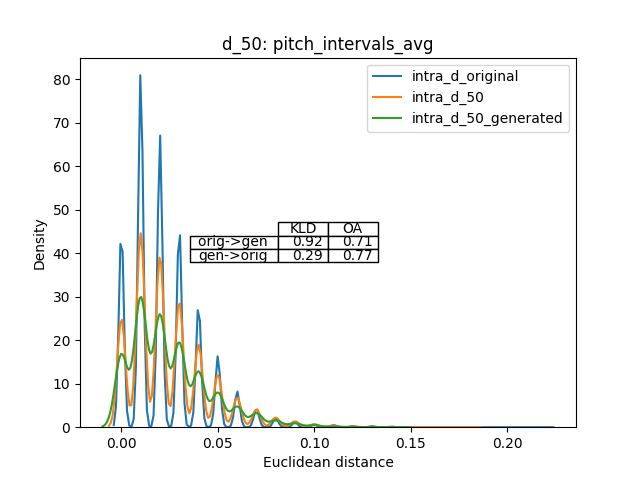 d_50: pitch_intervals_avg
intra_d_original
intra_d_50
intra_d_50_generated
KLD OA
orig->gen 0.92 0.71
gen->orig 0.29 0.77
Density
80
70
60
50
40
30
20
10
0
0.00 0.05 0.10 0.15 0.20
Euclidean distance